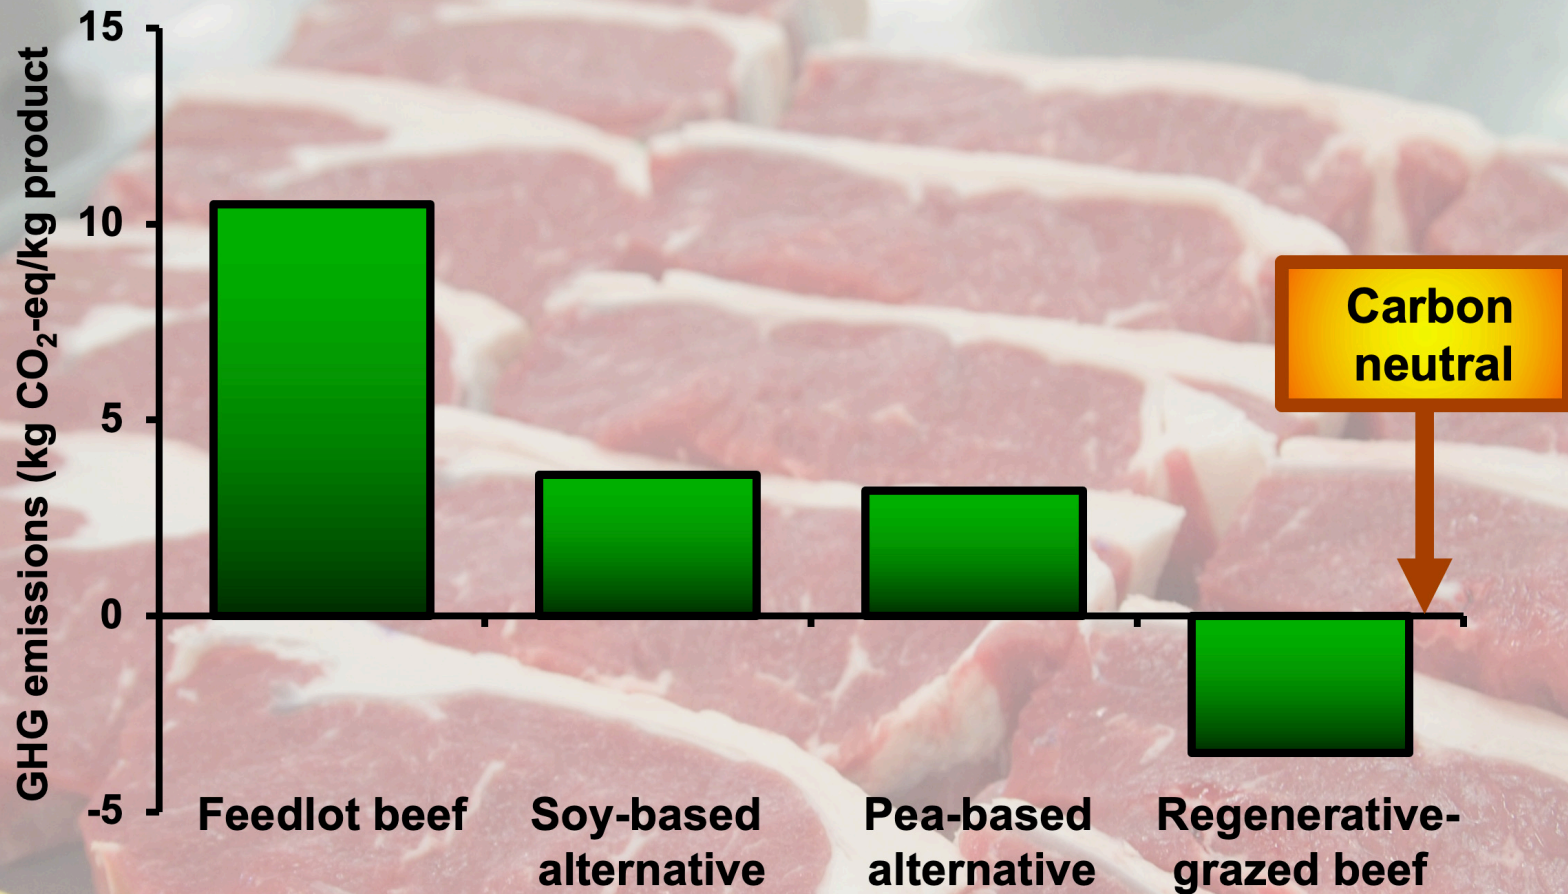 GHG emissions (kg CO₂-eq/kg product
15
10
5
0
-5
Carbon
neutral
Feedlot beef
Soy-based
alternative
Pea-based
alternative
Regenerative-
grazed beef